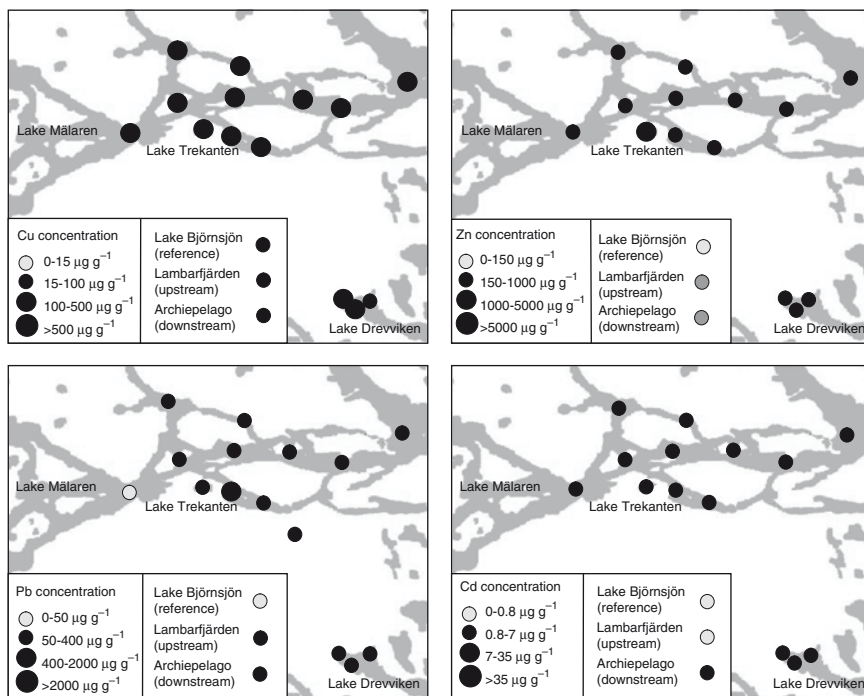 Lake Mälaren
Lake Trekanten
Cu concentration
0-15 µg g⁻¹
15-100 µg g⁻¹
100-500 µg g⁻¹
>500 µg g⁻¹
Lake Björnsjön
(reference)
Lambarfjärden
(upstream)
Archiepelago
(downstream)
Lake Drevviken
Lake Mälaren
Lake Trekanten
Zn concentration
0-150 µg g⁻¹
150-1000 µg g⁻¹
1000-5000 µg g⁻¹
>5000 µg g⁻¹
Lake Björnsjön
(reference)
Lambarfjärden
(upstream)
Archiepelago
(downstream)
Lake Drevviken
Lake Mälaren
Lake Trekanten
Pb concentration
0-50 µg g⁻¹
50-400 µg g⁻¹
400-2000 µg g⁻¹
>2000 µg g⁻¹
Lake Björnsjön
(reference)
Lambarfjärden
(upstream)
Archiepelago
(downstream)
Lake Drevviken
Lake Mälaren
Lake Trekanten
Cd concentration
0-0.8 µg g⁻¹
0.8-7 µg g⁻¹
7-35 µg g⁻¹
>35 µg g⁻¹
Lake Björnsjön
(reference)
Lambarfjärden
(upstream)
Archiepelago
(downstream)
Lake Drevviken